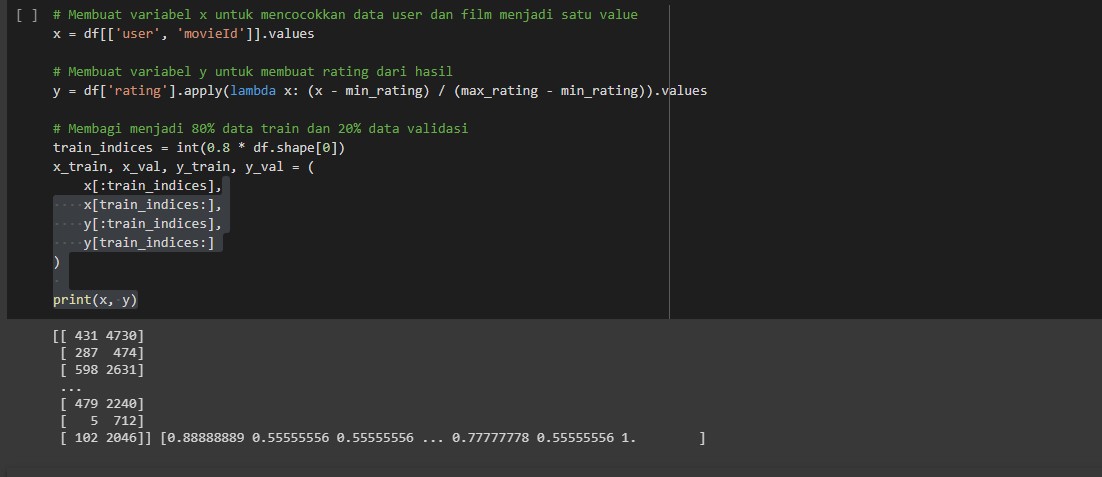 [ ] # Membuat variabel x untuk mencocokkan data user dan film menjadi satu value
x = df[['user', 'movieId']].values
# Membuat variabel y untuk membuat rating dari hasil
y = df['rating'].apply(lambda x: (x - min_rating) / (max_rating - min_rating)).values
# Membagi menjadi 80% data train dan 20% data validasi
train_indices = int(0.8 * df.shape[0])
x_train, x_val, y_train, y_val = (
    x[:train_indices],
    x[train_indices:],
    y[:train_indices],
    y[train_indices:]
)
print(x, y)
[[ 431 4730]
 [ 287  474]
 [ 598 2631]
 ...
 [ 479 2240]
 [   5  712]
 [ 102 2046]] [0.88888889 0.55555556 0.55555556 ... 0.77777778 0.55555556 1.        ]